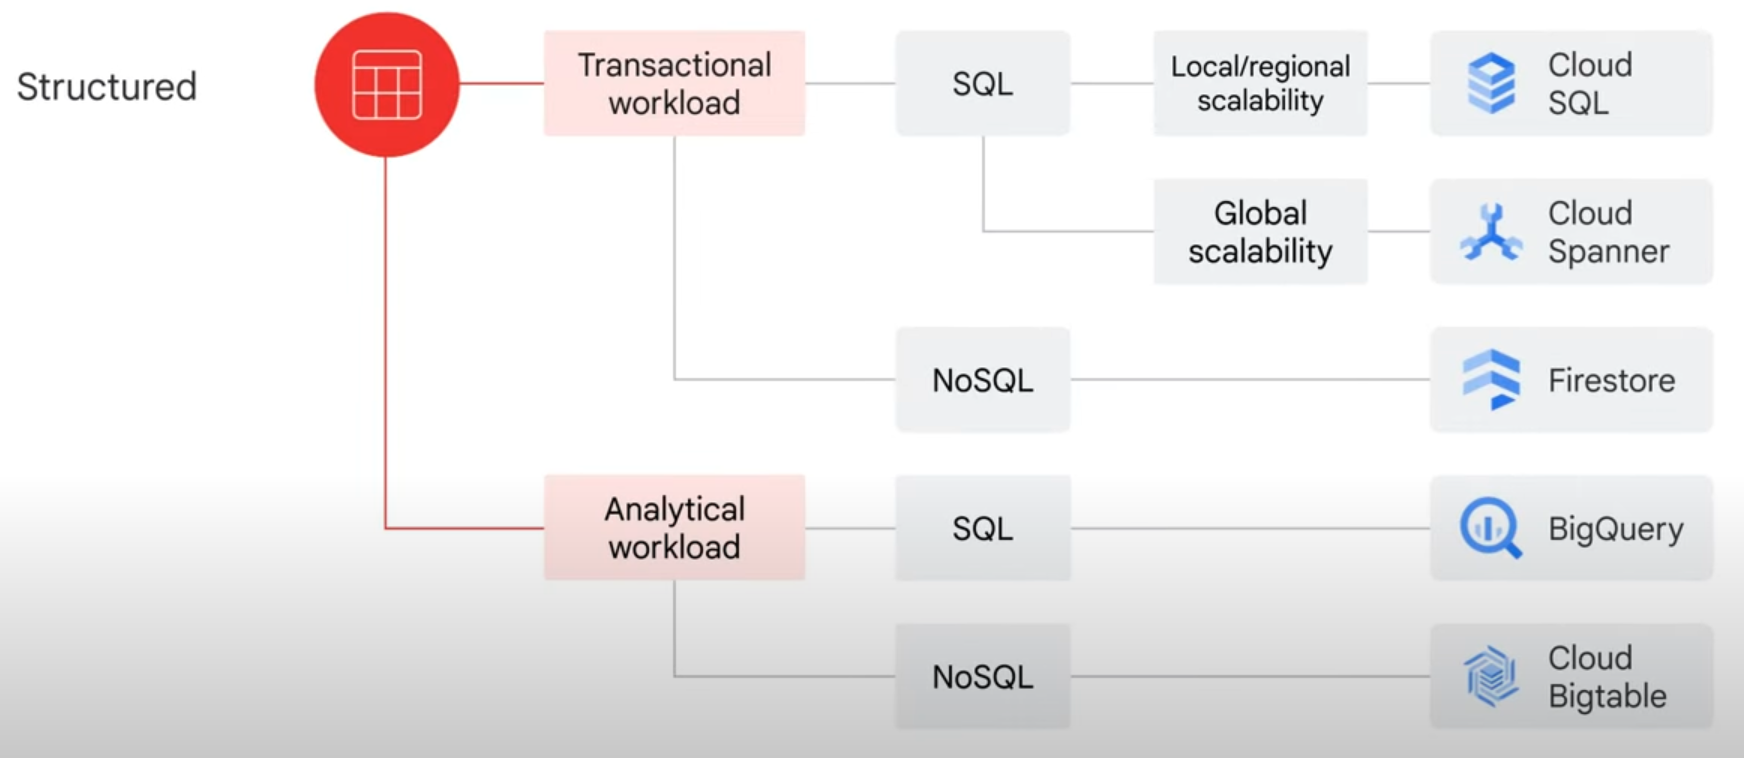 Structured
Transactional
workload
SQL
Local/regional
scalability
Cloud
SQL
Global
scalability
Cloud
Spanner
NoSQL
Firestore
Analytical
workload
SQL
BigQuery
NoSQL
Cloud
Bigtable